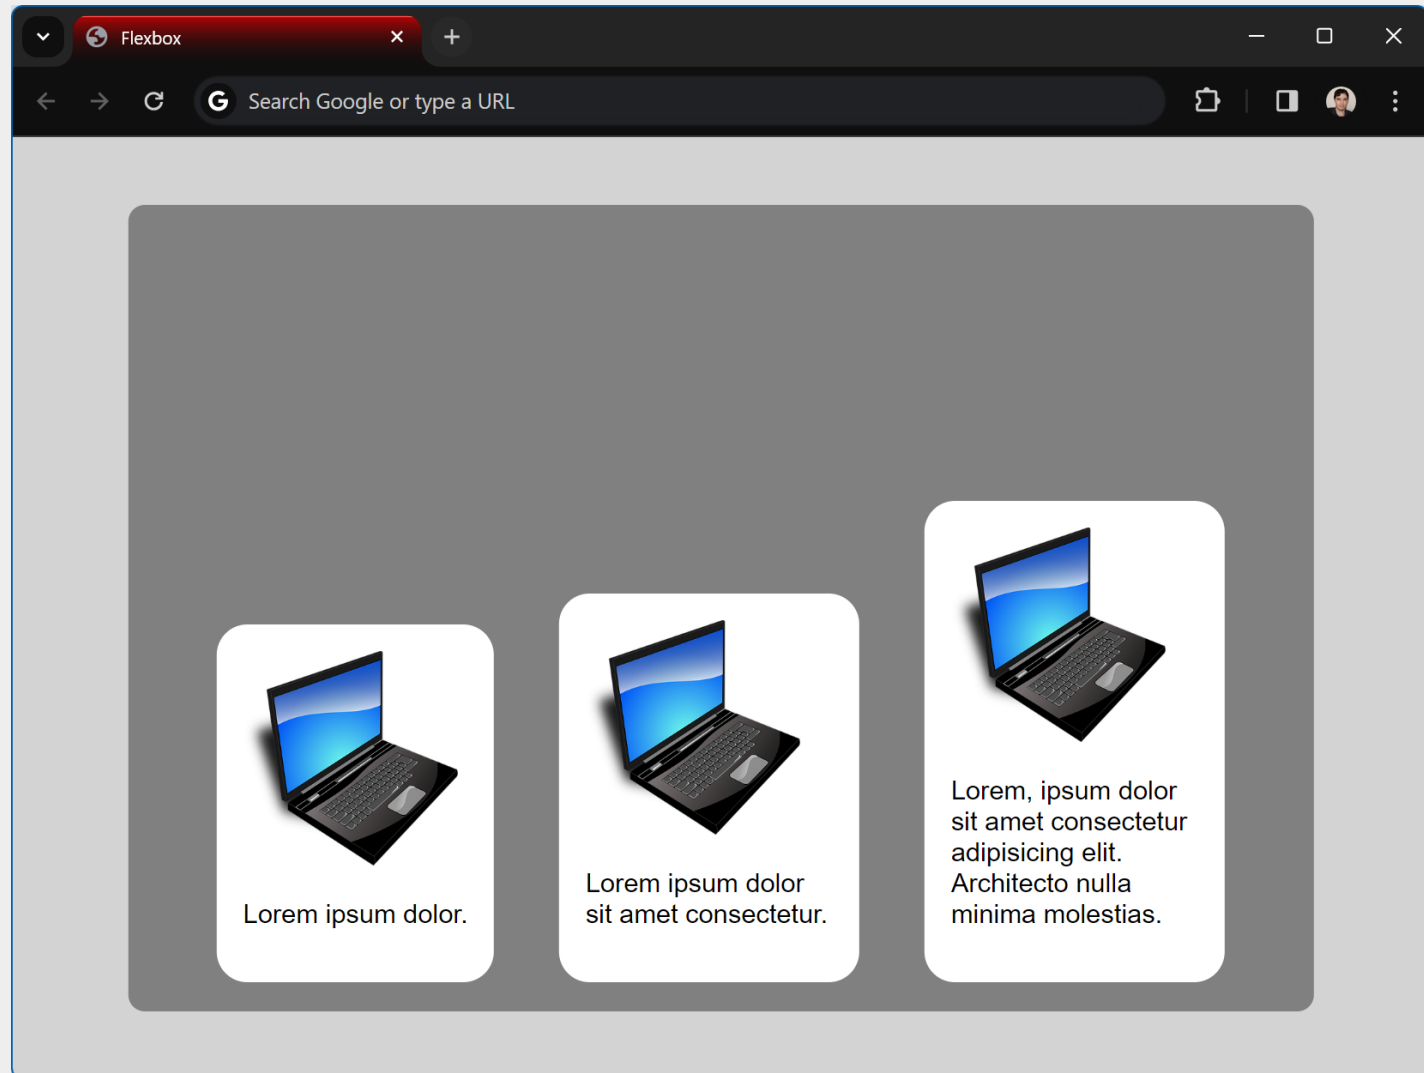 Flexbox
Search Google or type a URL
Lorem ipsum dolor.
Lorem ipsum dolor
sit amet consectetur.
Lorem, ipsum dolor
sit amet consectetur
adipisicing elit.
Architecto nulla
minima molestias.